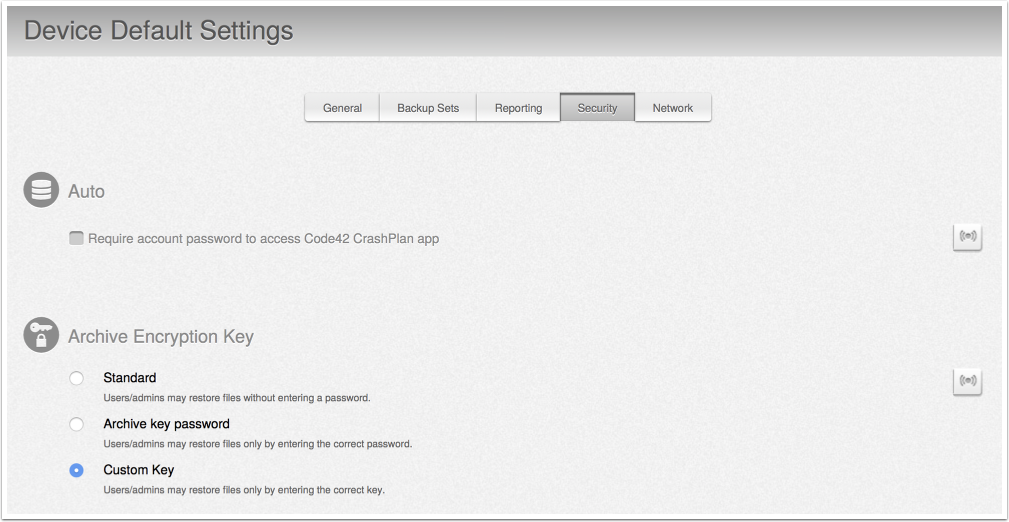 Device Default Settings
General Backup Sets Reporting Security Network
Auto
Require account password to access Code42 CrashPlan app
Archive Encryption Key
Standard
Users/admins may restore files without entering a password.
Archive key password
Users/admins may restore files only by entering the correct password.
Custom Key
Users/admins may restore files only by entering the correct key.